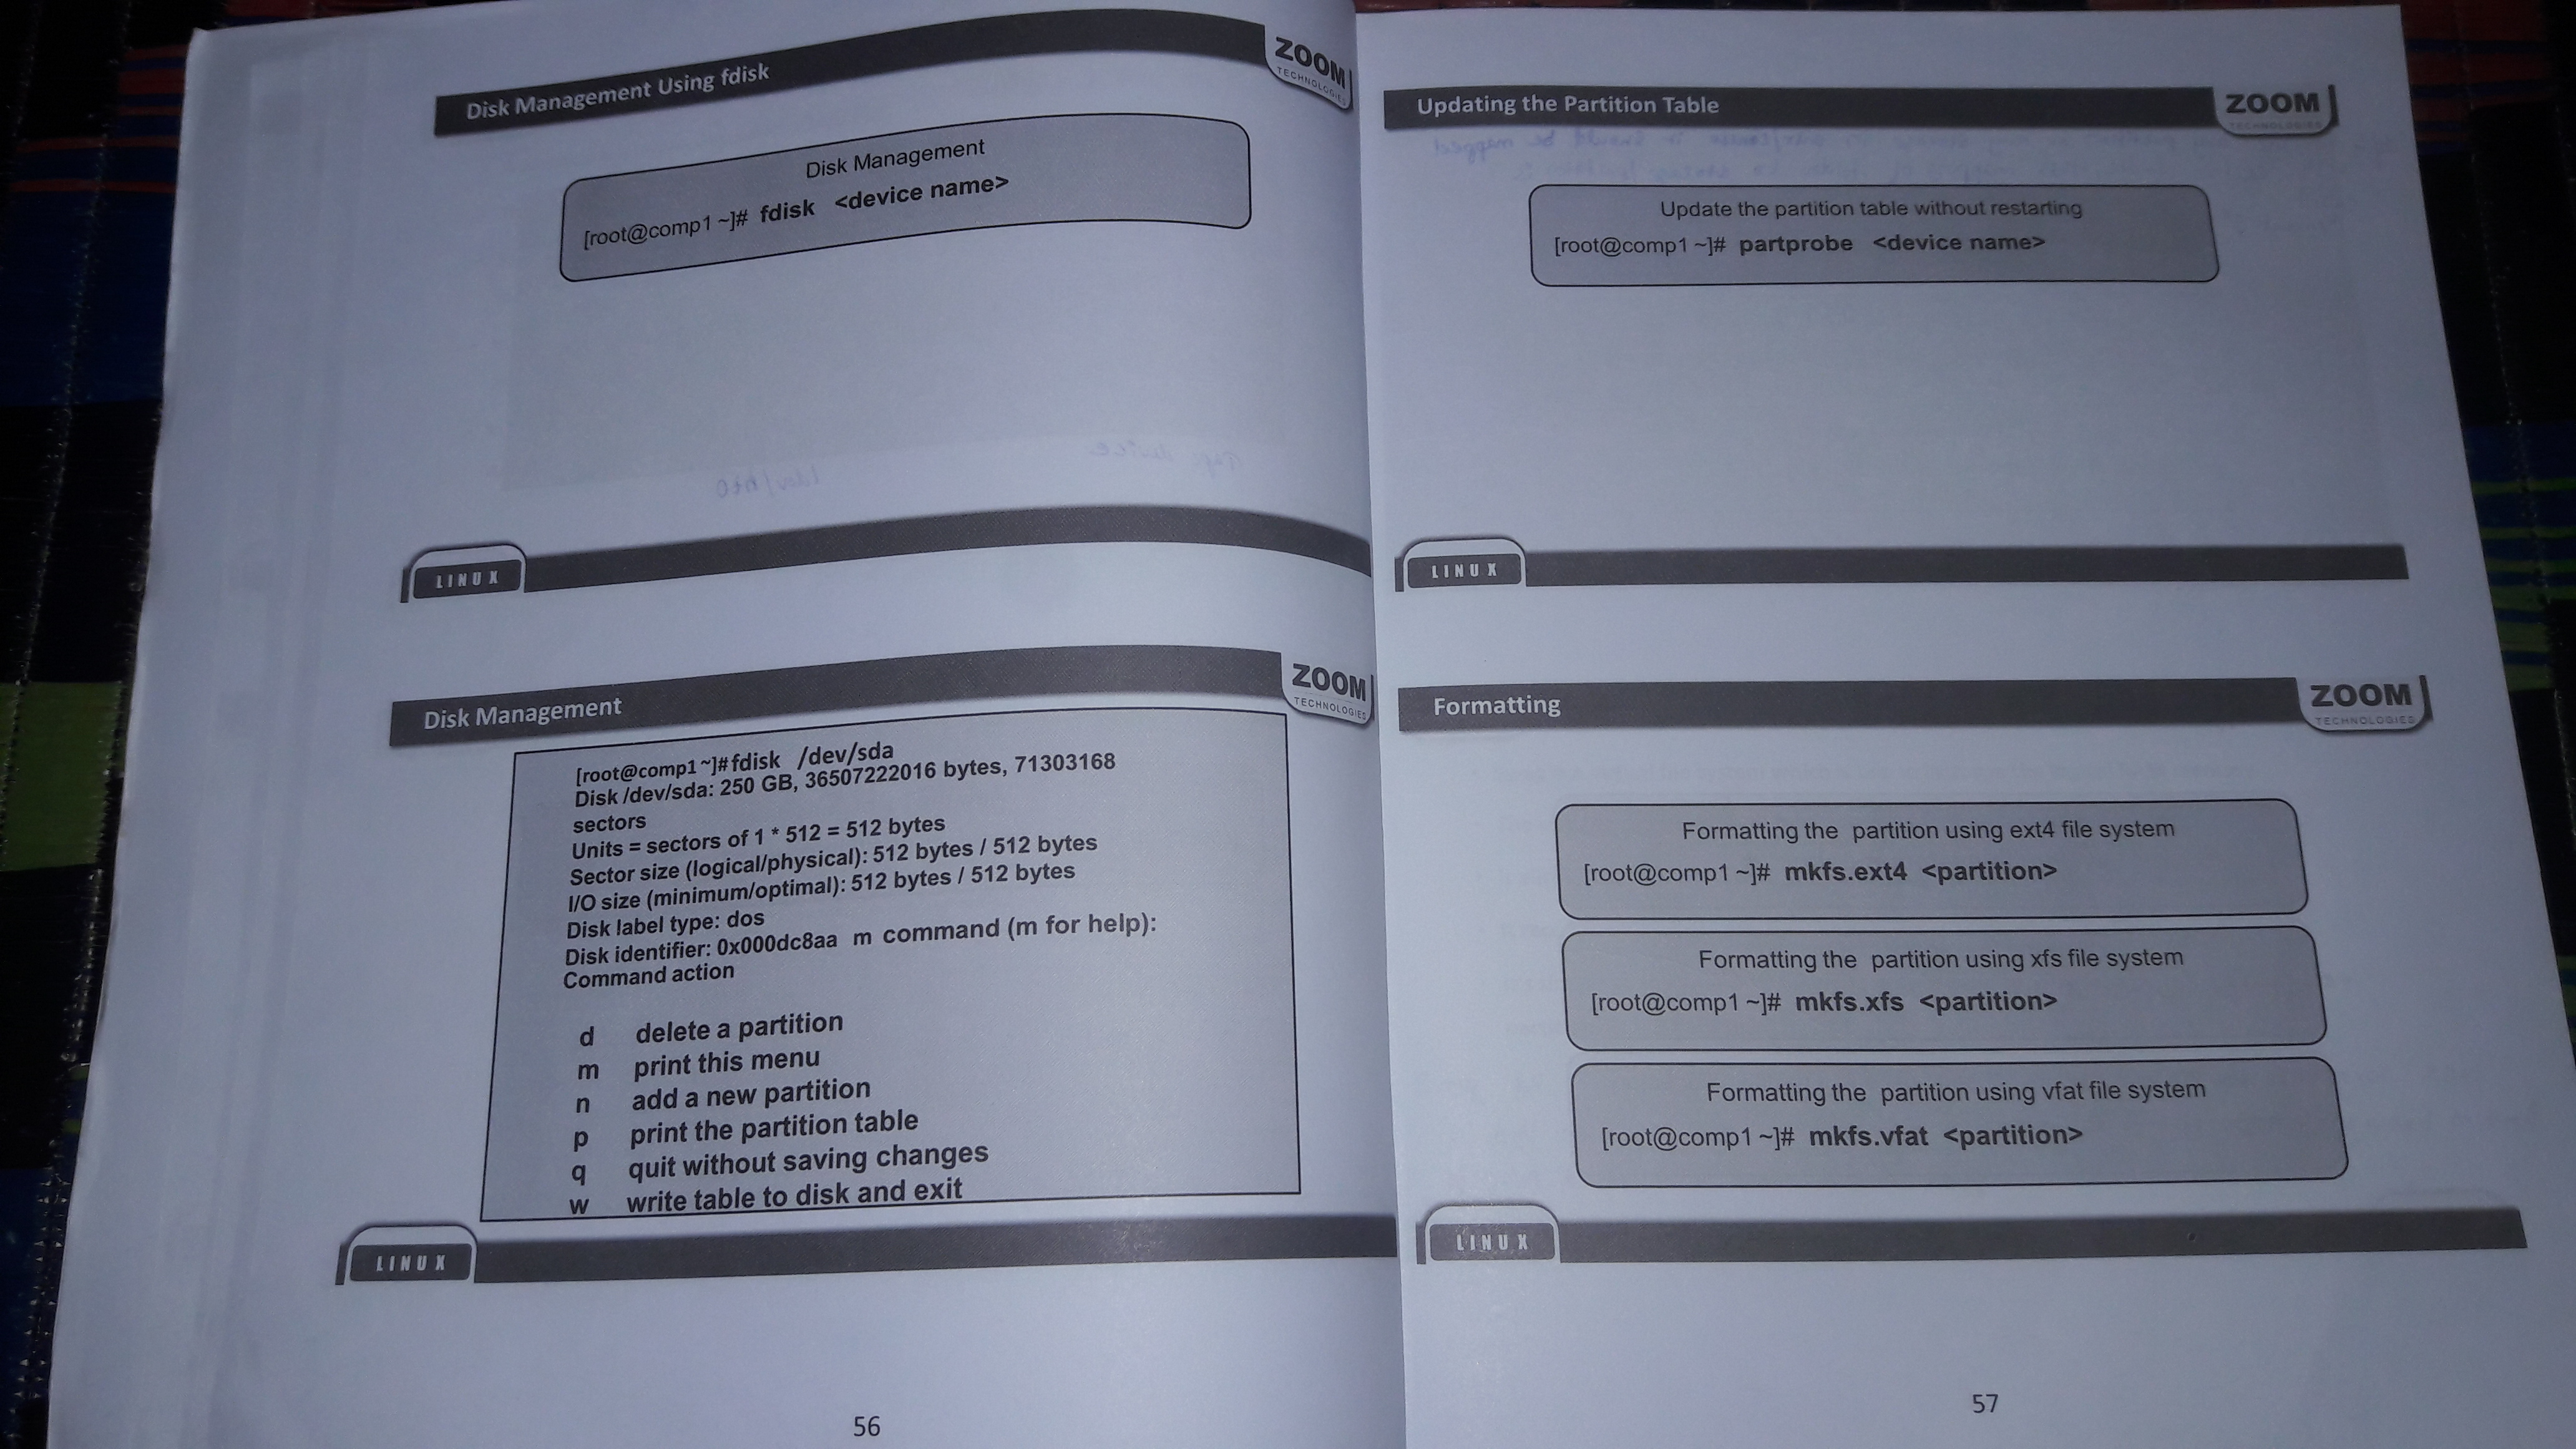 Disk Management Using fdisk
ZOOM
TECHNOLOGIES
Disk Management
[root@comp1 ~]# fdisk <device name>
LINUX
Disk Management
ZOOM
TECHNOLOGIES
[root@comp1 ~]# fdisk /dev/sda
Disk /dev/sda: 250 GB, 36507222016 bytes, 71303168
sectors
Units = sectors of 1 * 512 = 512 bytes
Sector size (logical/physical): 512 bytes / 512 bytes
I/O size (minimum/optimal): 512 bytes / 512 bytes
Disk label type: dos
Disk identifier: 0x000dc8aa m command (m for help):
Command action
d delete a partition
m print this menu
n add a new partition
p print the partition table
q quit without saving changes
w write table to disk and exit
LINUX
56
Updating the Partition Table
ZOOM
TECHNOLOGIES
Update the partition table without restarting
[root@comp1 ~]# partprobe <device name>
LINUX
Formatting
ZOOM
TECHNOLOGIES
Formatting the partition using ext4 file system
[root@comp1 ~]# mkfs.ext4 <partition>
Formatting the partition using xfs file system
[root@comp1 ~]# mkfs.xfs <partition>
Formatting the partition using vfat file system
[root@comp1 ~]# mkfs.vfat <partition>
LINUX
57